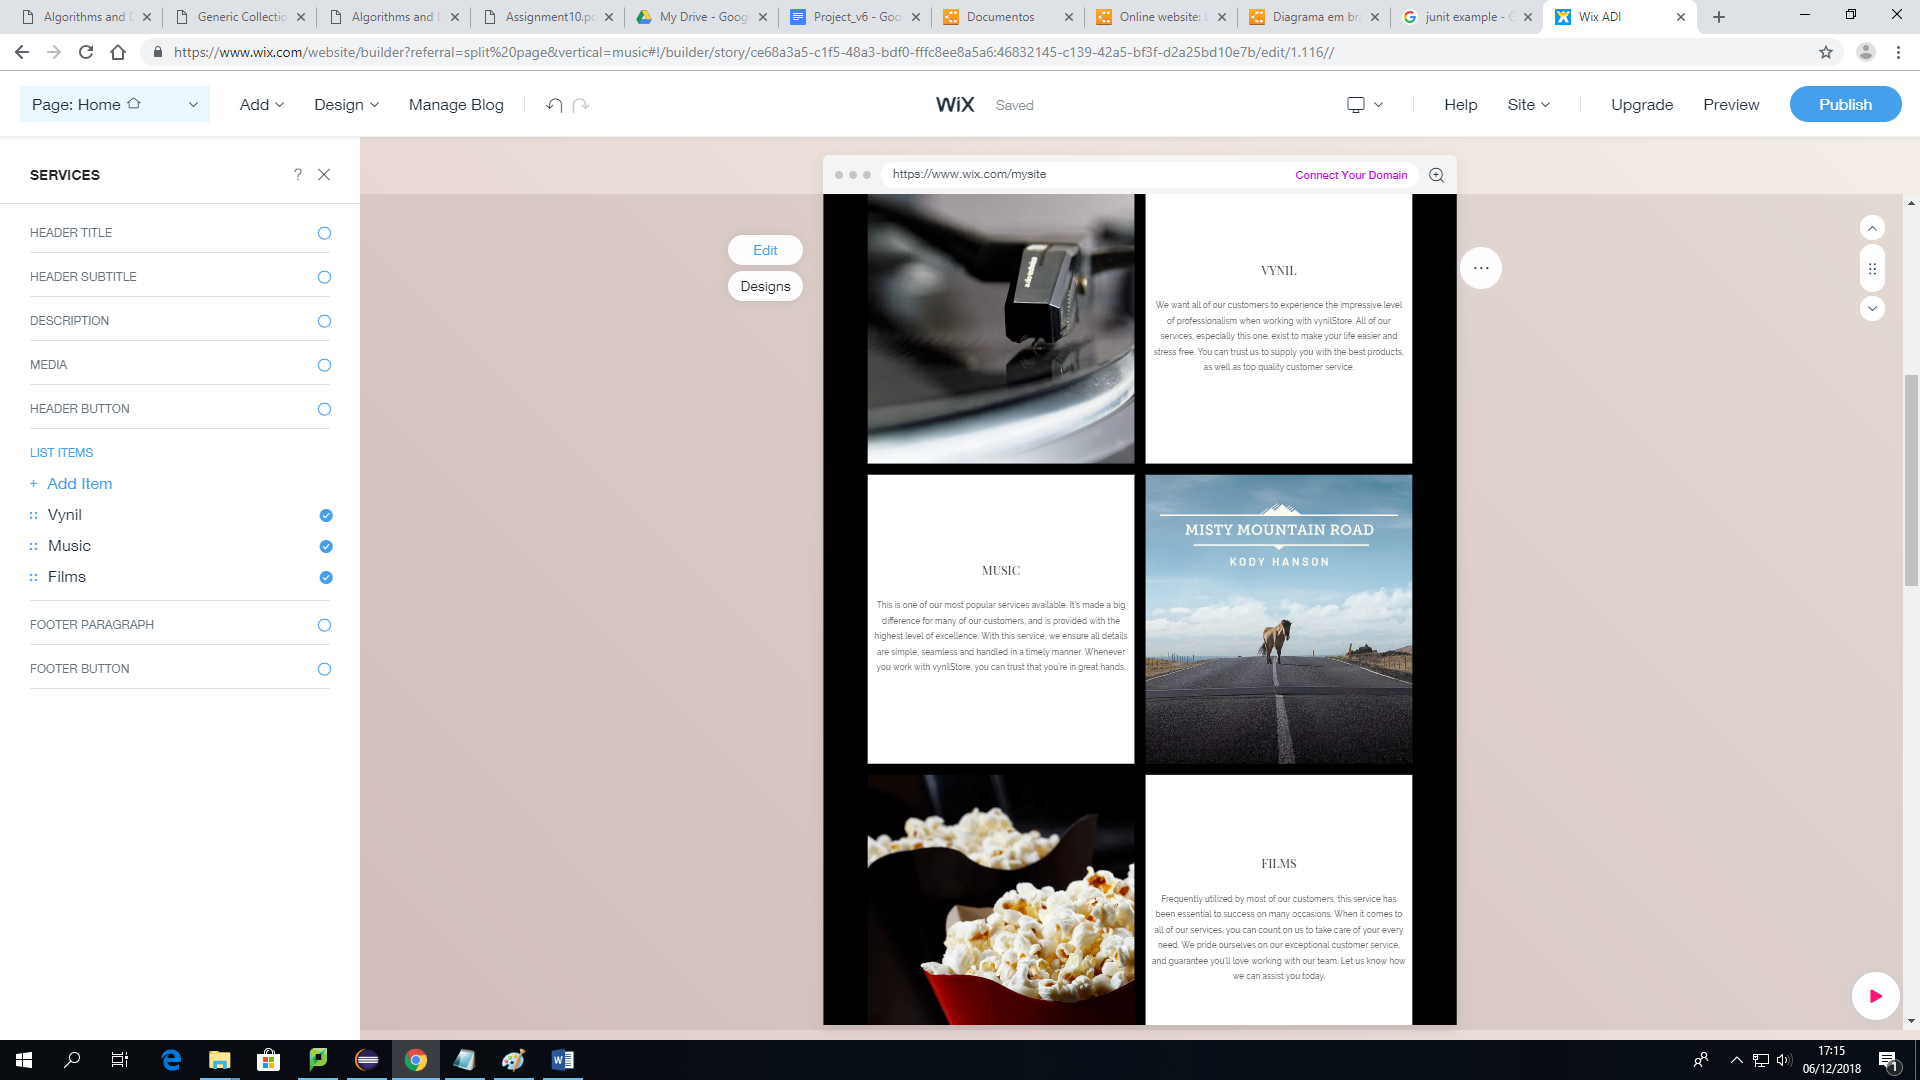 Algorithms and D
Generic Collectio
Algorithms and D
Assignment10.pd
My Drive - Goog
Project_v6 - Goo
Documentos
Online website: 
Diagrama em bra
junit example - G
Wix ADI
https://www.wix.com/website/builder?referral=split%20page&vertical=music#!/builder/story/ce68a3a5-c1f5-48a3-bdf0-fffc8ee8a5a6:46832145-c139-42a5-bf3f-d2a25bd10e7b/edit/1.116//
Page: Home
Add
Design
Manage Blog
WiX
Saved
Help
Site
Upgrade
Preview
Publish
SERVICES
?
HEADER TITLE
HEADER SUBTITLE
DESCRIPTION
MEDIA
HEADER BUTTON
LIST ITEMS
+ Add Item
Vynil
Music
Films
FOOTER PARAGRAPH
FOOTER BUTTON
https://www.wix.com/mysite
Connect Your Domain
Edit
Designs
VYNIL
We want all of our customers to experience the impressive level
of professionalism when working with vynilStore. All of our
services, especially this one, exist to make your life easier and
stress free. You can trust us to supply you with the best products,
as well as top quality customer service.
MUSIC
This is one of our most popular services available. It's made a big
difference for many of our customers, and is provided with the
highest level of excellence. With this service, we ensure all details
are simple, seamless and handled in a timely manner. Whenever
you work with vynilStore, you can trust that you're in great hands.
MISTY MOUNTAIN ROAD
KODY HANSON
FILMS
Frequently utilized by most of our customers, this service has
been essential to success on many occasions. When it comes to
all of our services, you can count on us to take care of your every
need. We pride ourselves on our exceptional customer service,
and guarantee you'll love working with our team. Let us know how
we can assist you today.
17:15
06/12/2018
1